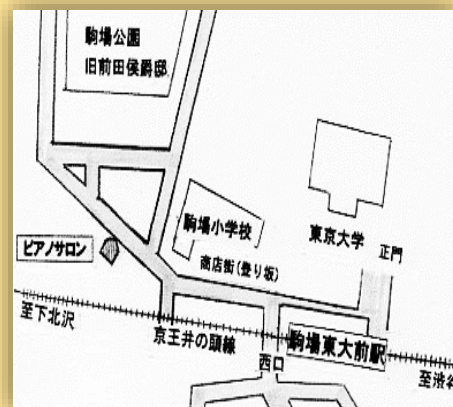 駒場公園
旧前田侯爵邸
駒場小学校
東京大学
正門
ピアノサロン
商店街(登り坂)
至下北沢
京王井の頭線
西口
駒場東大前駅
至渋谷